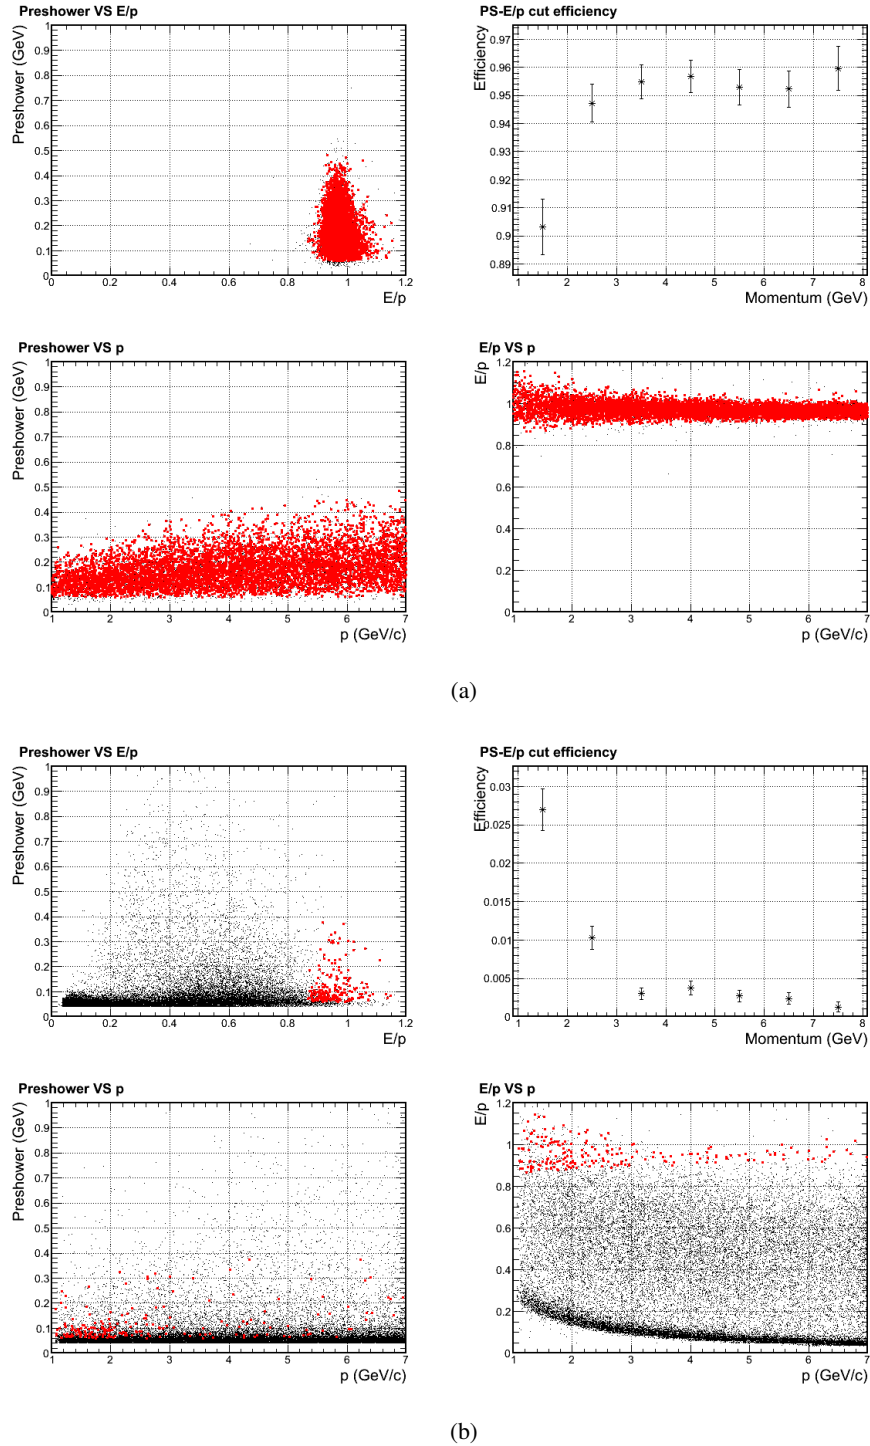 Preshower VS E/p
Preshower (GeV)
1
0.9
0.8
0.7
0.6
0.5
0.4
0.3
0.2
0.1
0
0 0.2 0.4 0.6 0.8 1 1.2
E/p
PS-E/p cut efficiency
Efficiency
0.97
0.96
0.95
0.94
0.93
0.92
0.91
0.9
0.89
1 2 3 4 5 6 7 8
Momentum (GeV)
Preshower VS p
Preshower (GeV)
1
0.9
0.8
0.7
0.6
0.5
0.4
0.3
0.2
0.1
0
1 2 3 4 5 6 7
p (GeV/c)
E/p VS p
E/p
1.2
1
0.8
0.6
0.4
0.2
0
1 2 3 4 5 6 7
p (GeV/c)
(a)
Preshower VS E/p
Preshower (GeV)
1
0.9
0.8
0.7
0.6
0.5
0.4
0.3
0.2
0.1
0
0 0.2 0.4 0.6 0.8 1 1.2
E/p
PS-E/p cut efficiency
Efficiency
0.03
0.025
0.02
0.015
0.01
0.005
0
1 2 3 4 5 6 7 8
Momentum (GeV)
Preshower VS p
Preshower (GeV)
1
0.9
0.8
0.7
0.6
0.5
0.4
0.3
0.2
0.1
0
1 2 3 4 5 6 7
p (GeV/c)
E/p VS p
E/p
1.2
1
0.8
0.6
0.4
0.2
0
1 2 3 4 5 6 7
p (GeV/c)
(b)